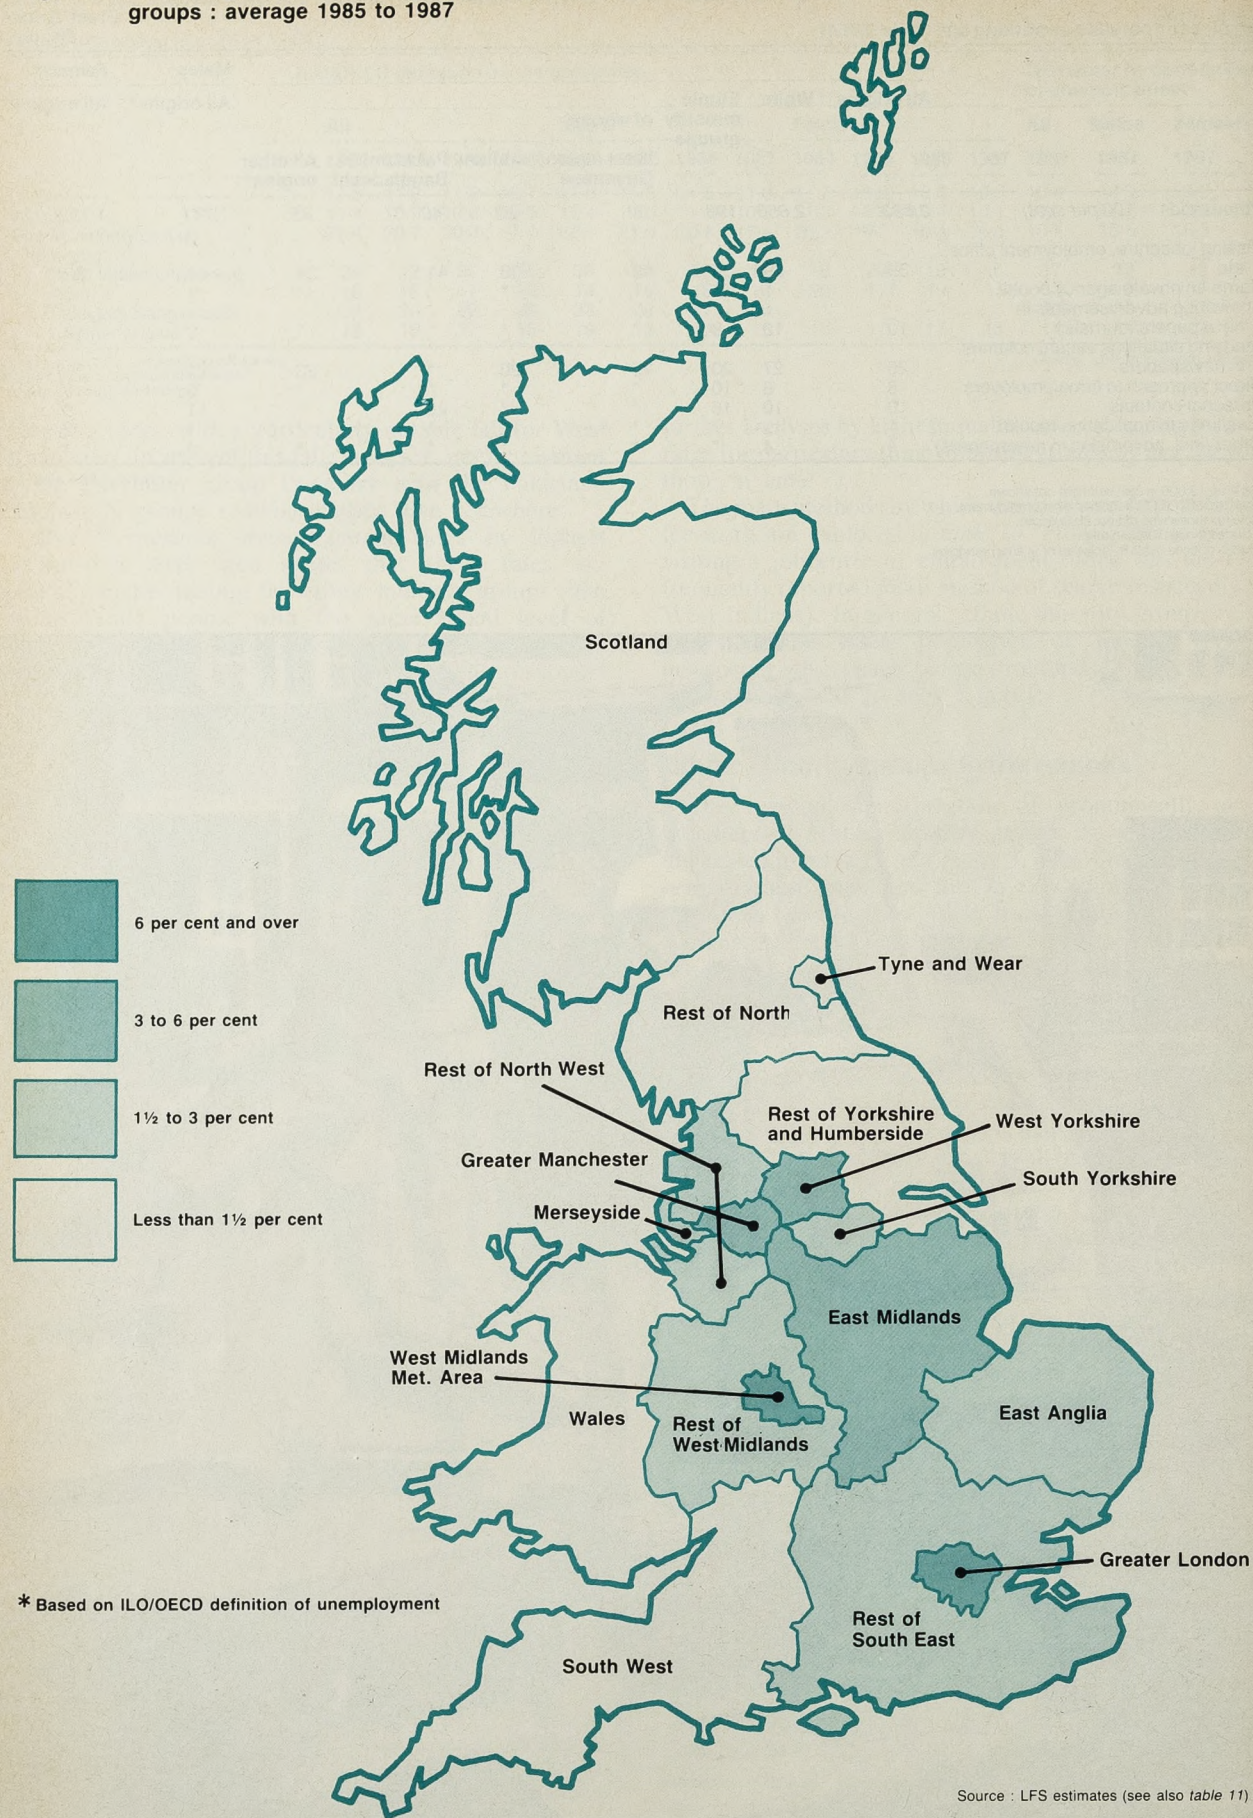 groups : average 1985 to 1987
Scotland
6 per cent and over
Tyne and Wear
3 to 6 per cent
Rest of North
Rest of North West
1½ to 3 per cent
Rest of Yorkshire
and Humberside
West Yorkshire
Greater Manchester
South Yorkshire
Merseyside
Less than 1½ per cent
East Midlands
West Midlands
Met. Area
Wales
Rest of
West Midlands
East Anglia
Greater London
* Based on ILO/OECD definition of unemployment
Rest of
South East
South West
Source : LFS estimates (see also table 11)